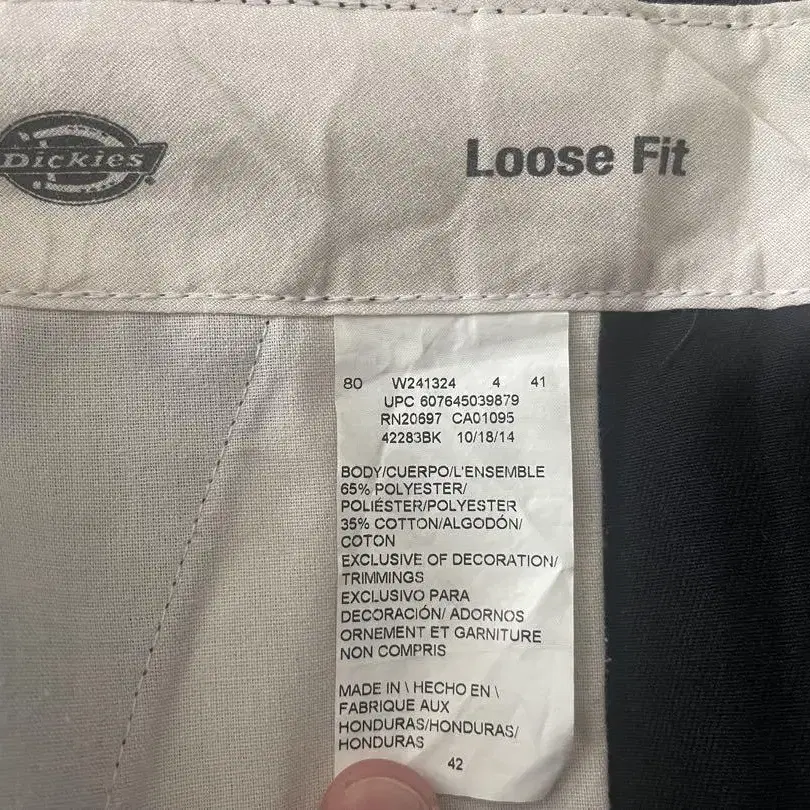 Dickies
Loose Fit
80 W241324 4 41
UPC 607645039879
RN20697 CA01095
42283BK 10/18/14
BODY/CUERPO/L'ENSEMBLE
65% POLYESTER/
POLIÉSTER/POLYESTER
35% COTTON/ALGODÓN/
COTON
EXCLUSIVE OF DECORATION/
TRIMMINGS
EXCLUSIVO PARA
DECORACIÓN/ ADORNOS
ORNEMENT ET GARNITURE
NON COMPRIS
MADE IN \ HECHO EN \
FABRIQUE AUX
HONDURAS/HONDURAS/
HONDURAS
42